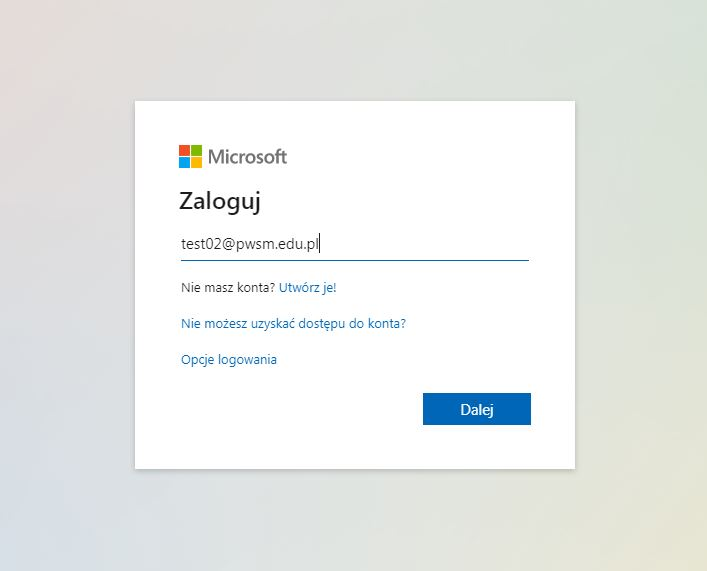 Microsoft
Zaloguj
test02@pwsm.edu.pl
Nie masz konta? Utwórz je!
Nie możesz uzyskać dostępu do konta?
Opcje logowania
Dalej